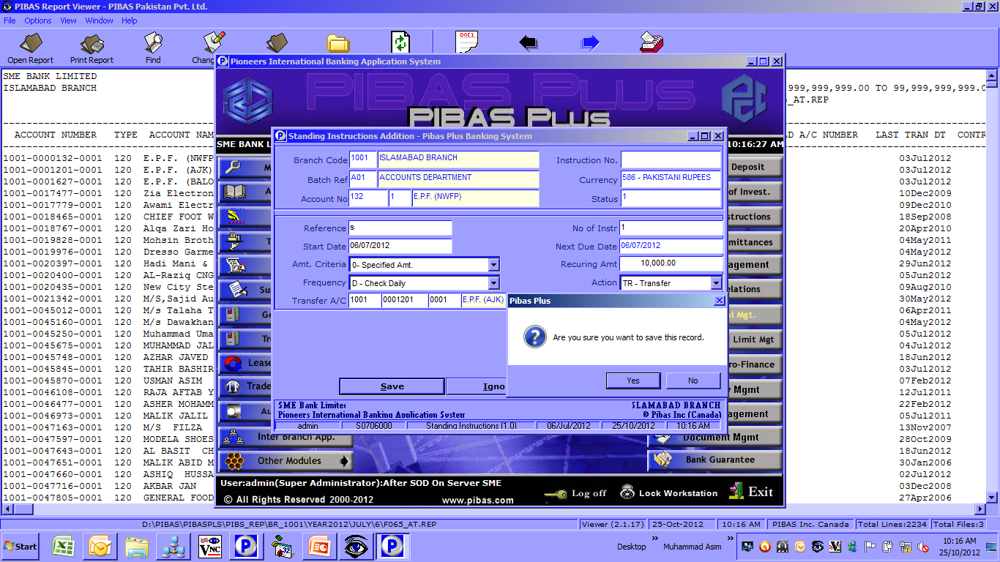 PIBAS Report Viewer - PIBAS Pakistan Pvt. Ltd.
File Options View Window Help
Open Report Print Report Find Chang
Pioneers International Banking Application System
SME BANK LIMITED
ISLAMABAD BRANCH
,999,999,999.00 TO 99,999,999,999.0
_AT.REP
PIBAS PLUS
PIBAS PLUS
ACCOUNT NUMBER TYPE ACCOUNT NAM
D A/C NUMBER LAST TRAN DT CONTR
SME BANK L
10:16:27 AM
Standing Instructions Addition - Pibas Plus Banking System
Branch Code 1001 ISLAMABAD BRANCH Instruction No.
Batch Ref A01 ACCOUNTS DEPARTMENT Currency 586 - PAKISTANI RUPEES
Account No 132 1 E.P.F. (NWFP) Status 1
Reference s No of Instr 1
Start Date 06/07/2012 Next Due Date 06/07/2012
Amt. Criteria 0- Specified Amt. Recuring Amt 10,000.00
Frequency D - Check Daily Action TR - Transfer
Transfer A/C 1001 0001201 0001 E.P.F. (AJK)
Pibas Plus
Are you sure you want to save this record.
Yes No
Save Igno
SME Bank Limited
SLAMABAD BRANCH
Pioneers International Banking Application System
© Pibas Inc (Canada)
admin S0706000 Standing Instructions (1.0) 06/Jul/2012 25/10/2012 10:16 AM
1001-0000132-0001 120 E.P.F. (NWFP 03Jul2012
1001-0001201-0001 120 E.P.F. (AJK) 03Jul2012
1001-0001627-0001 120 E.P.F. (BALO 03Jul2012
1001-0017477-0001 120 Zia Electron 10Dec2009
1001-0017779-0001 120 Awami Electr 09Dec2010
1001-0018465-0001 120 CHIEF FOOT W 18Sep2008
1001-0018767-0001 120 Alqa Zari Ho 20Apr2010
1001-0019828-0001 120 Mohsin Broth 04May2011
1001-0019976-0001 120 Dresso Garme 04May2012
1001-0020397-0001 120 Hadi Mani & 29Jun2012
1001-0020400-0001 120 AL-Raziq CNG 05Jun2012
1001-0020435-0001 120 New City Ste 09Aug2010
1001-0021342-0001 120 M/S,Sajid Au 30May2012
1001-0045012-0001 120 M/s Talaha T 06Apr2011
1001-0045160-0001 120 M/s Dawakhan 04May2012
1001-0045250-0001 120 Muhammad Uma 05Jul2012
1001-0045675-0001 120 MUHAMMAD JAL 04Jul2012
1001-0045748-0001 120 AZHAR JAVED 18Jun2012
1001-0045845-0001 120 TAHIR BASHIR 03Jul2012
1001-0045870-0001 120 USMAN ASIM 07Feb2012
1001-0046108-0001 120 RAJA AFTAB Y 12Jul2011
1001-0046477-0001 120 ASHER MOHAMM 22Feb2012
1001-0046973-0001 120 MALIK JALIL 05Jul2011
1001-0047163-0001 120 M/S FILZA 13Nov2007
1001-0047597-0001 120 MODELA SHOES 28Oct2009
1001-0047643-0001 120 AL BASIT CH 18Jun2012
1001-0047651-0001 120 MALIK ABID M 30Jan2006
1001-0047660-0001 120 ASHIQ HUSSA 02Jul2012
1001-0047716-0001 120 AKBAR JAN 03Dec2008
1001-0047805-0001 120 GENERAL FOOD 27Apr2006
M
A
T
Su
Ge
Tr
Lease
Trade
Au
Inter Branch App.
Other Modules
Deposit
of Invest.
structions
mittances
agement
elations
al Mgt.
Limit Mgt
ro-Finance
y Mgmt
agement
Document Mgmt
Bank Guarantee
User:admin(Super Administrator):After SOD On Server SME
© All Rights Reserved 2000-2012
www.pibas.com
Log off
Lock Workstation
Exit
D:\PIBAS\PIBASPLS\PIBS_REP\BR_1001\YEAR2012\JULY\6\F065_AT.REP
Viewer (2.1.17) 25-Oct-2012 10:16 AM PIBAS Inc. Canada Total Lines:2234 Total Files:3
Start
Desktop
Muhammad Asim
10:16 AM
25/10/2012